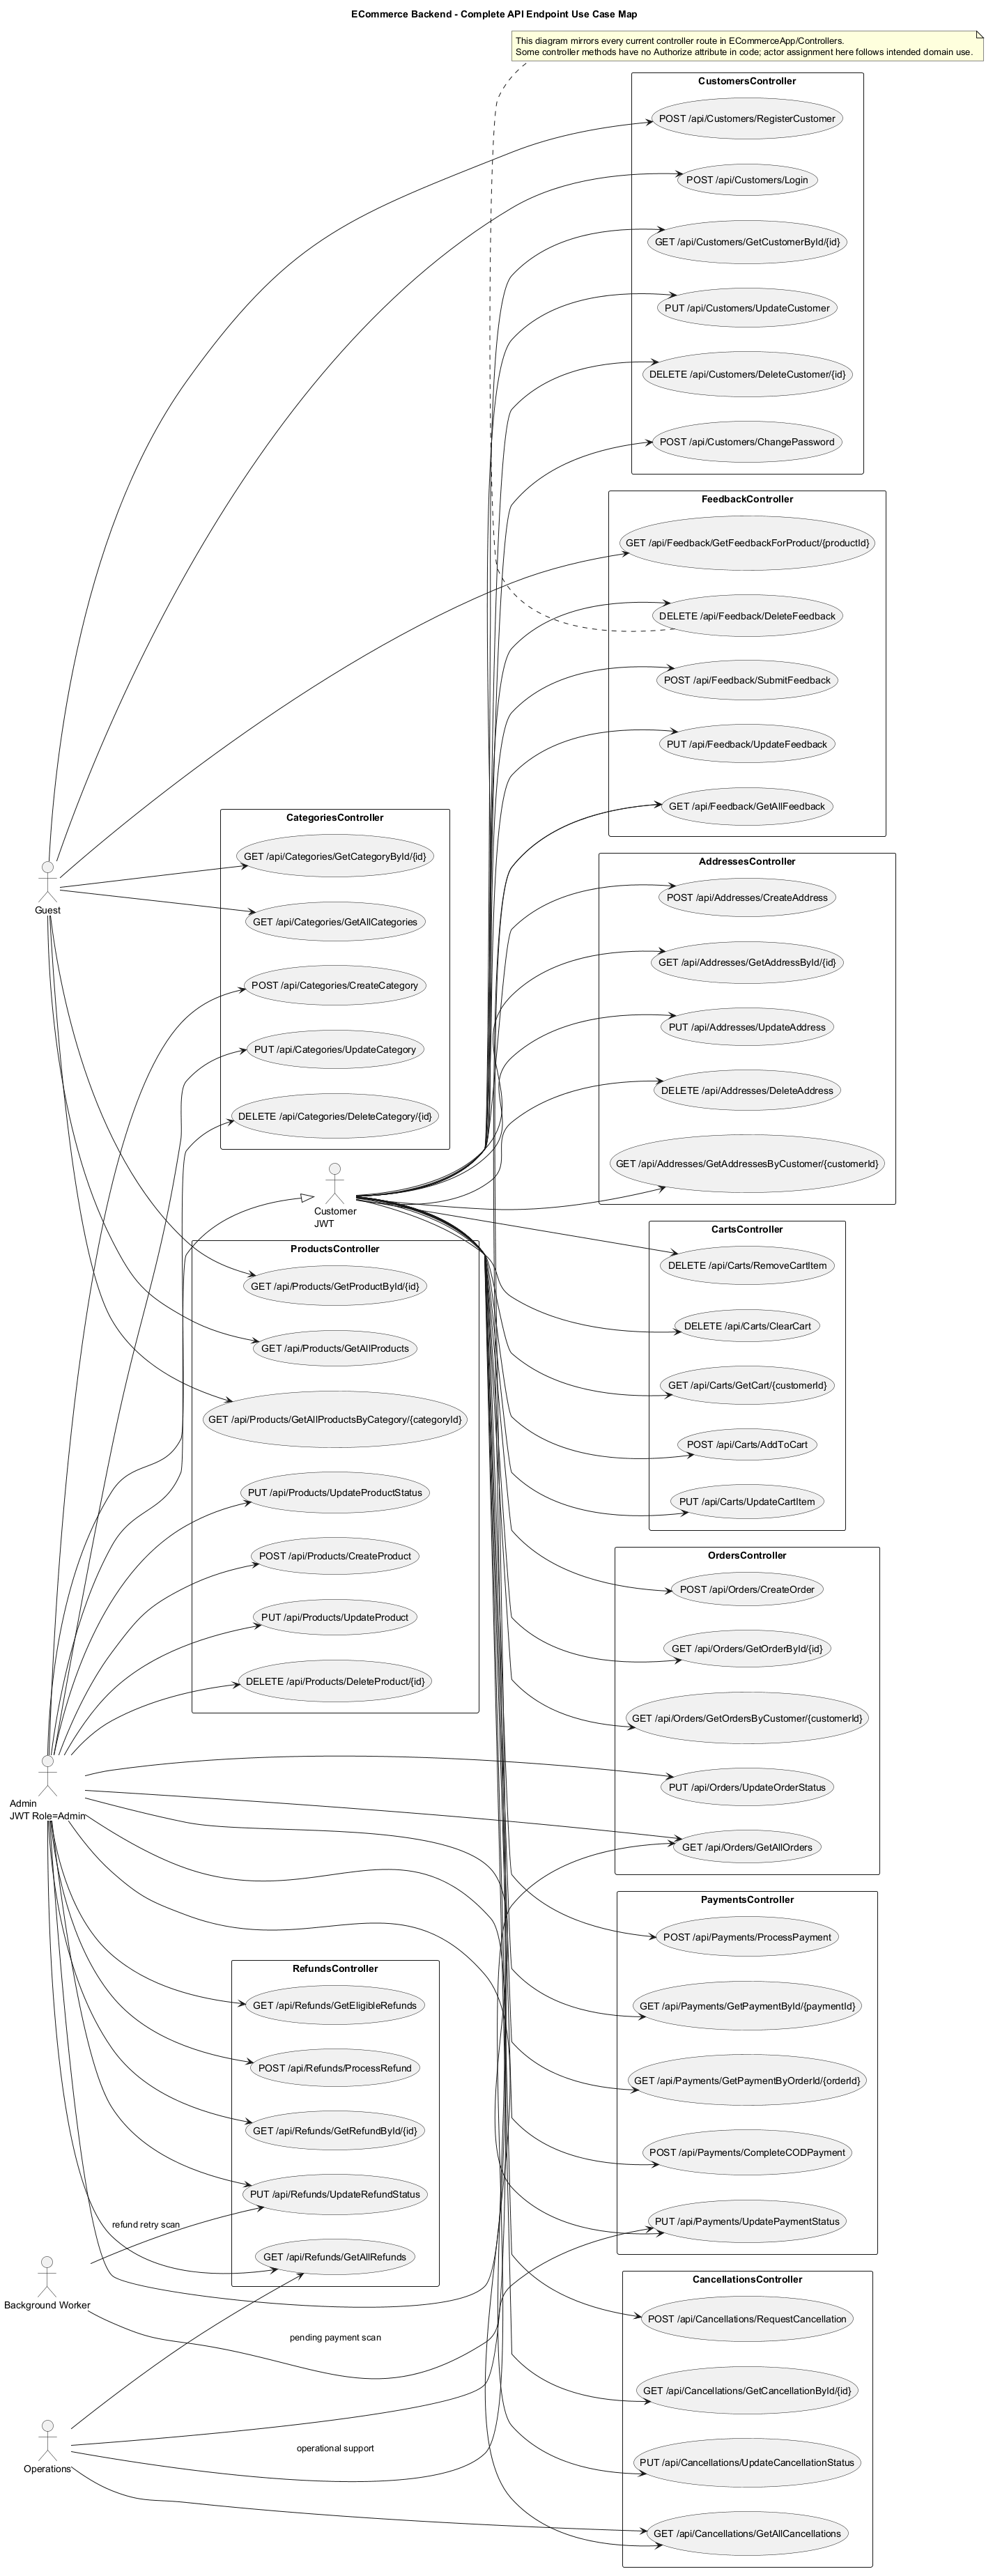 ECommerce Backend - Complete API Endpoint Use Case Map
This diagram mirrors every current controller route in ECommerceApp/Controllers.
Some controller methods have no Authorize attribute in code; actor assignment here follows intended domain use.
CustomersController
POST /api/Customers/RegisterCustomer
POST /api/Customers/Login
GET /api/Customers/GetCustomerById/{id}
PUT /api/Customers/UpdateCustomer
DELETE /api/Customers/DeleteCustomer/{id}
POST /api/Customers/ChangePassword
FeedbackController
GET /api/Feedback/GetFeedbackForProduct/{productId}
DELETE /api/Feedback/DeleteFeedback
POST /api/Feedback/SubmitFeedback
PUT /api/Feedback/UpdateFeedback
GET /api/Feedback/GetAllFeedback
CategoriesController
GET /api/Categories/GetCategoryById/{id}
GET /api/Categories/GetAllCategories
POST /api/Categories/CreateCategory
PUT /api/Categories/UpdateCategory
DELETE /api/Categories/DeleteCategory/{id}
Guest
AddressesController
POST /api/Addresses/CreateAddress
GET /api/Addresses/GetAddressById/{id}
PUT /api/Addresses/UpdateAddress
DELETE /api/Addresses/DeleteAddress
GET /api/Addresses/GetAddressesByCustomer/{customerId}
Customer
JWT
CartsController
DELETE /api/Carts/RemoveCartItem
DELETE /api/Carts/ClearCart
GET /api/Carts/GetCart/{customerId}
POST /api/Carts/AddToCart
PUT /api/Carts/UpdateCartItem
ProductsController
GET /api/Products/GetProductById/{id}
GET /api/Products/GetAllProducts
GET /api/Products/GetAllProductsByCategory/{categoryId}
PUT /api/Products/UpdateProductStatus
POST /api/Products/CreateProduct
PUT /api/Products/UpdateProduct
DELETE /api/Products/DeleteProduct/{id}
OrdersController
POST /api/Orders/CreateOrder
GET /api/Orders/GetOrderById/{id}
GET /api/Orders/GetOrdersByCustomer/{customerId}
PUT /api/Orders/UpdateOrderStatus
GET /api/Orders/GetAllOrders
Admin
JWT Role=Admin
PaymentsController
POST /api/Payments/ProcessPayment
GET /api/Payments/GetPaymentById/{paymentId}
GET /api/Payments/GetPaymentByOrderId/{orderId}
POST /api/Payments/CompleteCODPayment
PUT /api/Payments/UpdatePaymentStatus
RefundsController
GET /api/Refunds/GetEligibleRefunds
POST /api/Refunds/ProcessRefund
GET /api/Refunds/GetRefundById/{id}
PUT /api/Refunds/UpdateRefundStatus
GET /api/Refunds/GetAllRefunds
refund retry scan
Background Worker
pending payment scan
CancellationsController
POST /api/Cancellations/RequestCancellation
GET /api/Cancellations/GetCancellationById/{id}
PUT /api/Cancellations/UpdateCancellationStatus
GET /api/Cancellations/GetAllCancellations
operational support
Operations